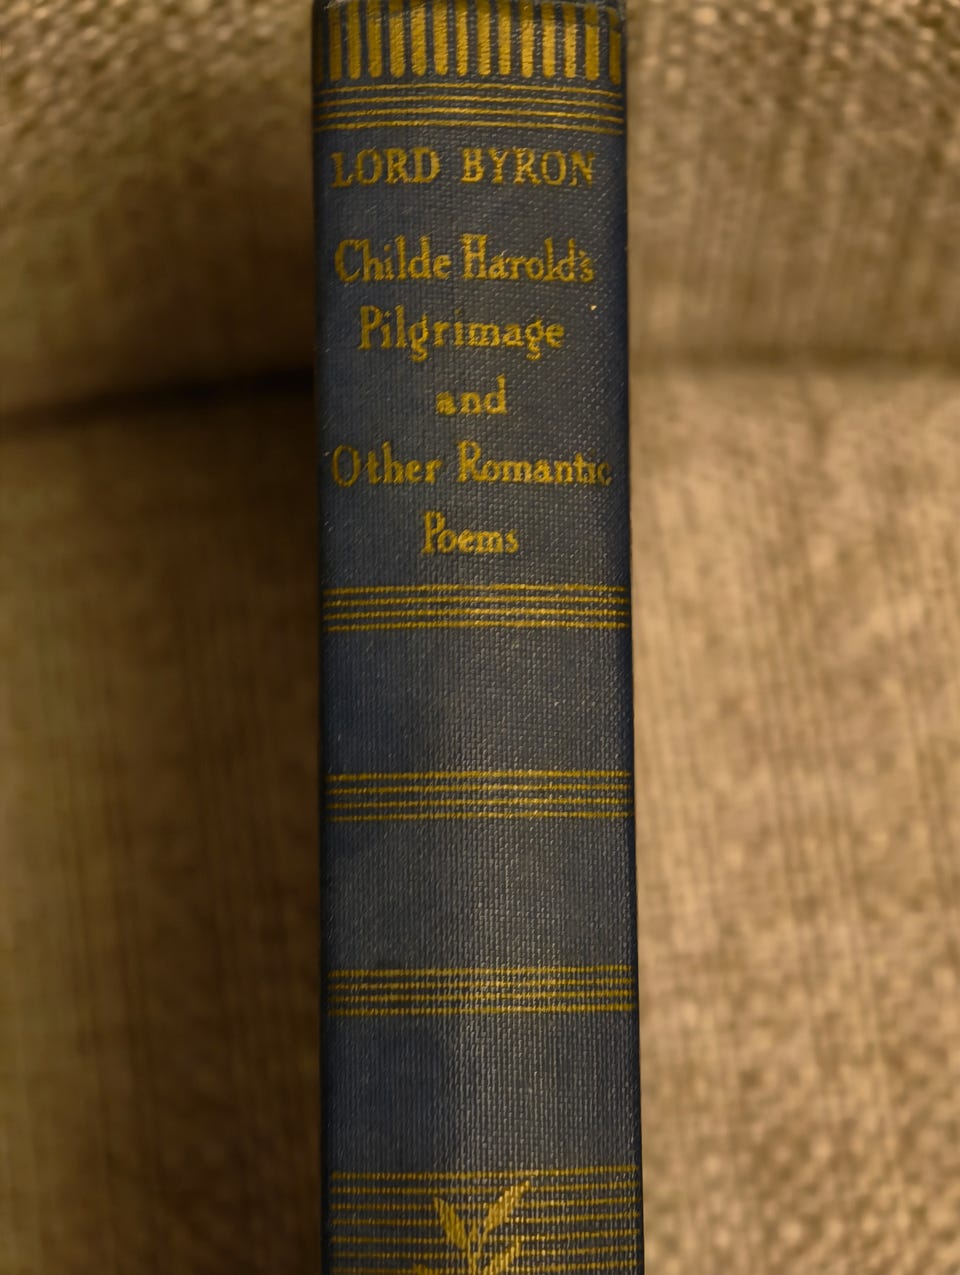 LORD BYRON
Childe Harold's
Pilgrimage
and
Other Romantic
Poems